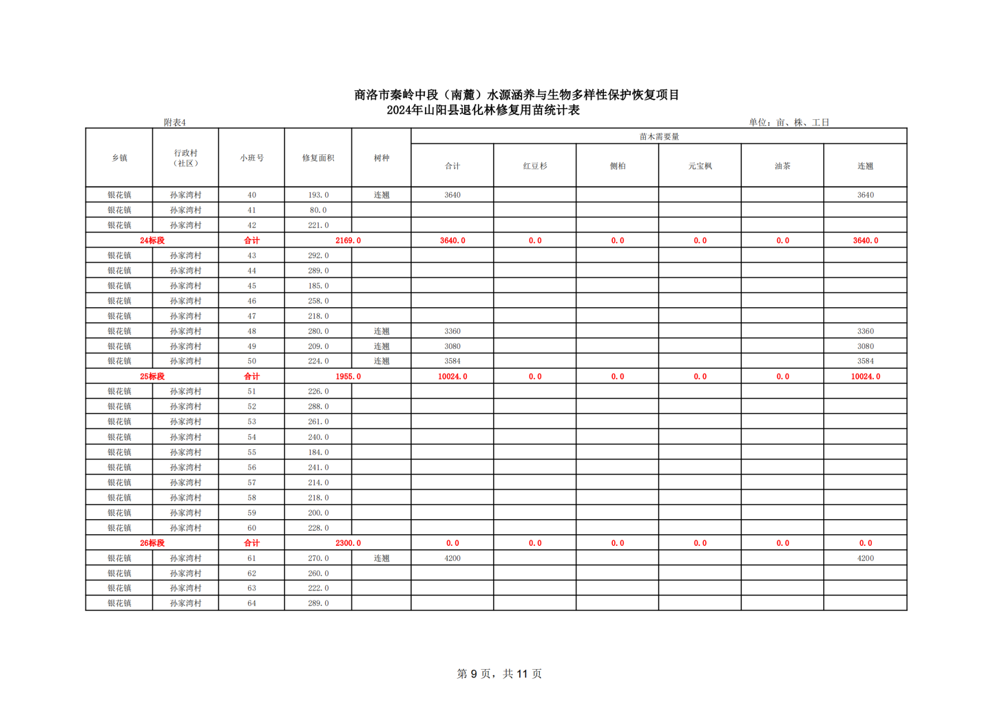 商洛市秦岭中段（南麓）水源涵养与生物多样性保护恢复项目
2024年山阳县退化林修复用苗统计表
附表4 单位：亩、株、工日
乡镇 行政村（社区） 小班号 修复面积 树种 苗木需要量
合计 红豆杉 侧柏 元宝枫 油茶 连翘
银花镇 孙家湾村 40 193.0 连翘 3640 3640
银花镇 孙家湾村 41 80.0
银花镇 孙家湾村 42 221.0
24标段 合计 2169.0 3640.0 0.0 0.0 0.0 0.0 3640.0
银花镇 孙家湾村 43 292.0
银花镇 孙家湾村 44 289.0
银花镇 孙家湾村 45 185.0
银花镇 孙家湾村 46 258.0
银花镇 孙家湾村 47 218.0
银花镇 孙家湾村 48 280.0 连翘 3360 3360
银花镇 孙家湾村 49 209.0 连翘 3080 3080
银花镇 孙家湾村 50 224.0 连翘 3584 3584
25标段 合计 1955.0 10024.0 0.0 0.0 0.0 0.0 10024.0
银花镇 孙家湾村 51 226.0
银花镇 孙家湾村 52 288.0
银花镇 孙家湾村 53 261.0
银花镇 孙家湾村 54 240.0
银花镇 孙家湾村 55 184.0
银花镇 孙家湾村 56 241.0
银花镇 孙家湾村 57 214.0
银花镇 孙家湾村 58 218.0
银花镇 孙家湾村 59 200.0
银花镇 孙家湾村 60 228.0
26标段 合计 2300.0 0.0 0.0 0.0 0.0 0.0 0.0
银花镇 孙家湾村 61 270.0 连翘 4200 4200
银花镇 孙家湾村 62 260.0
银花镇 孙家湾村 63 222.0
银花镇 孙家湾村 64 289.0
第 9 页，共 11 页